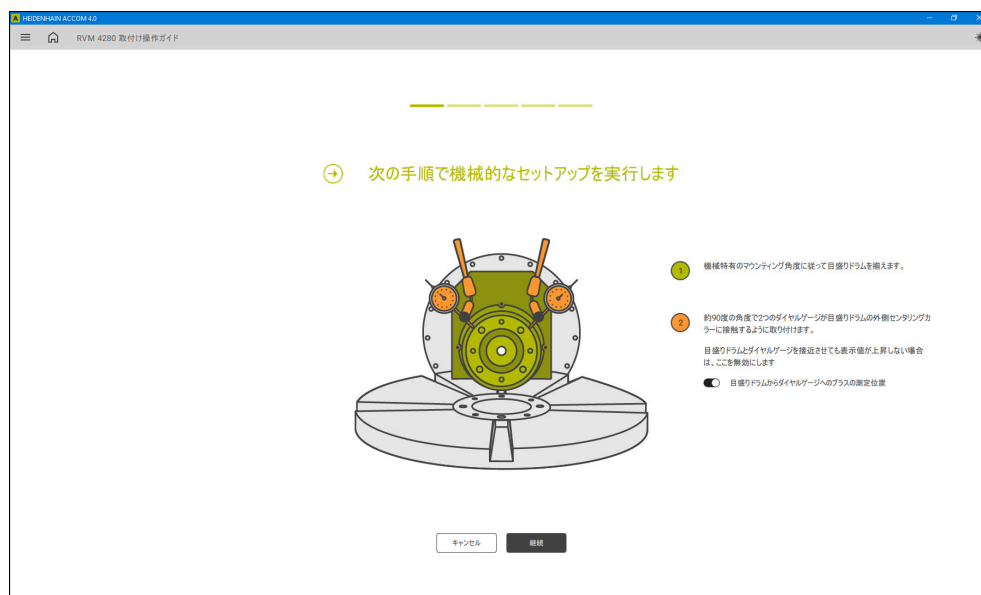 HEIDENHAIN ACCOM 4.0
RVM 4280 取付け操作ガイド
次の手順で機械的なセットアップを実行します
1
機械特有のマウンティング角度に従って目盛りドラムを揃えます。
2
約90度の角度で2つのダイヤルゲージが目盛りドラムの外側センタリングカ
ラーに接触するように取り付けます。
目盛りドラムとダイヤルゲージを接近させても表示値が上昇しない場合
は、ここを無効にします
目盛りドラムからダイヤルゲージへのプラスの測定位置
キャンセル
継続